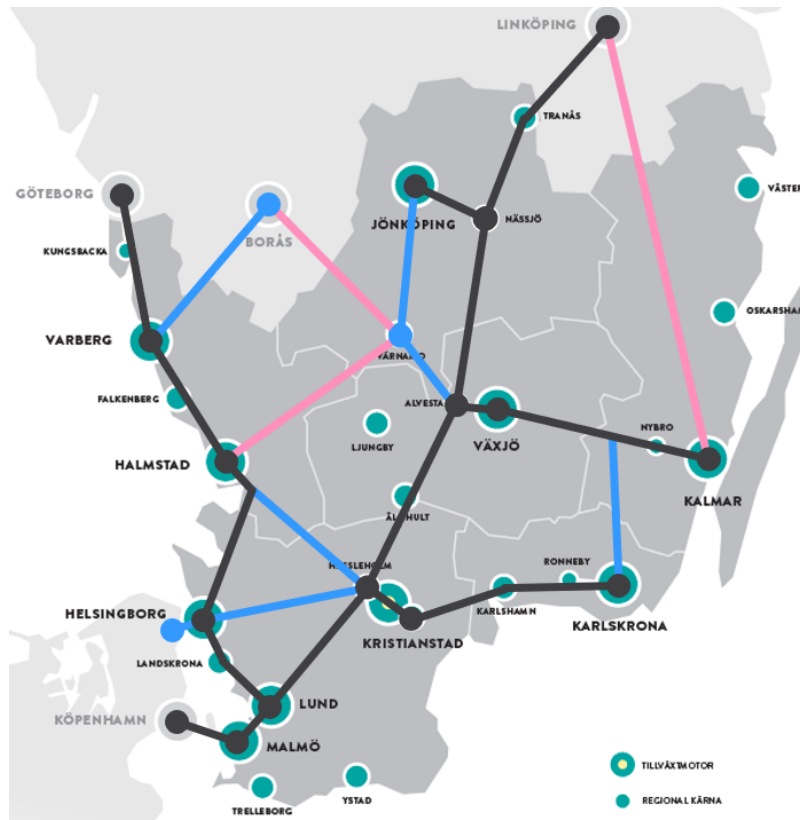 LINKÖPING
TRANÅS
GÖTEBORG
VÄSTER
JÖNKÖPING
NÄSSJÖ
BORÅS
KUNGSBACKA
OSKARSHAM
VARBERG
VÄRNAMO
FALKENBERG
ALVESTA
NYBRO
LJUNGBY
VÄXJÖ
HALMSTAD
KALMAR
ÄLMHULT
RONNEBY
HÄSSLEHOLM
HELSINGBORG
KARLSHAMN
KARLSKRONA
KRISTIANSTAD
LANDSKRONA
LUND
KÖPENHAMN
MALMÖ
TILLVÄXTMOTOR
YSTAD
REGIONAL KÄRNA
TRELLEBORG